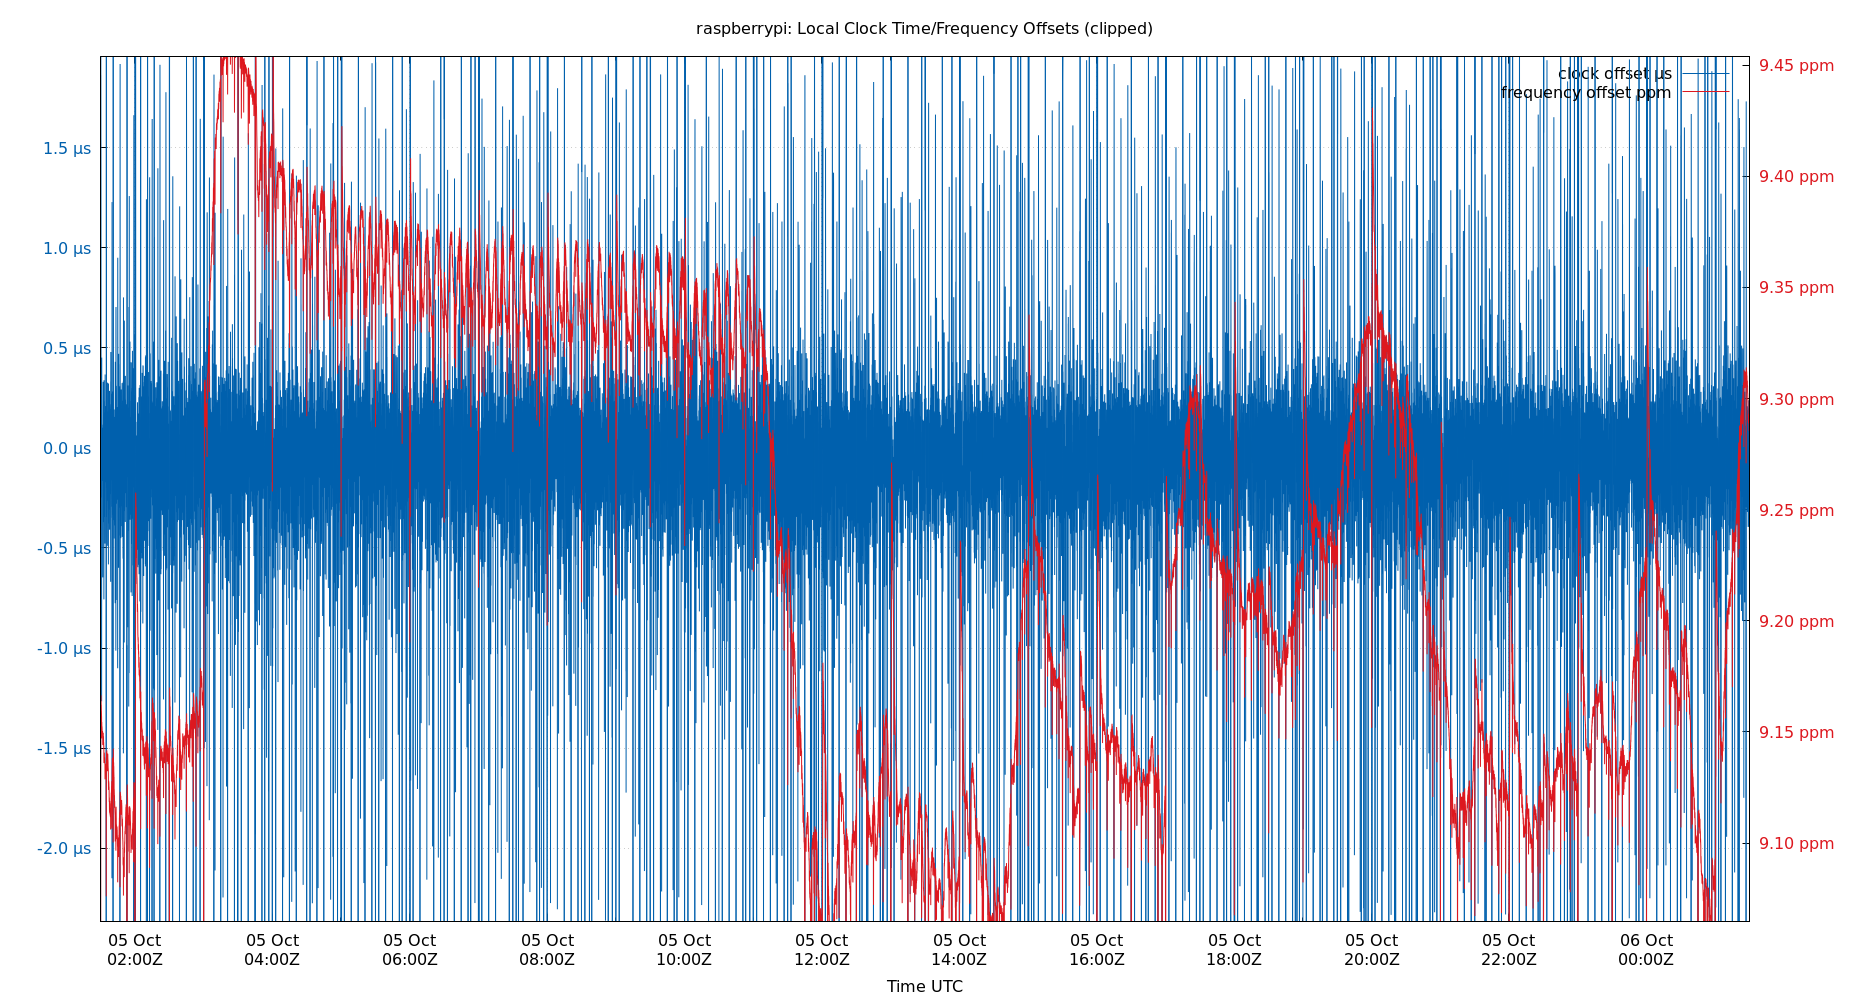 raspberrypi: Local Clock Time/Frequency Offsets (clipped)
clock offset µs
frequency offset ppm
1.5 µs
1.0 µs
0.5 µs
0.0 µs
-0.5 µs
-1.0 µs
-1.5 µs
-2.0 µs
9.45 ppm
9.40 ppm
9.35 ppm
9.30 ppm
9.25 ppm
9.20 ppm
9.15 ppm
9.10 ppm
05 Oct 05 Oct 05 Oct 05 Oct 05 Oct 05 Oct 05 Oct 05 Oct 05 Oct 05 Oct 05 Oct 06 Oct
02:00Z 04:00Z 06:00Z 08:00Z 10:00Z 12:00Z 14:00Z 16:00Z 18:00Z 20:00Z 22:00Z 00:00Z
Time UTC